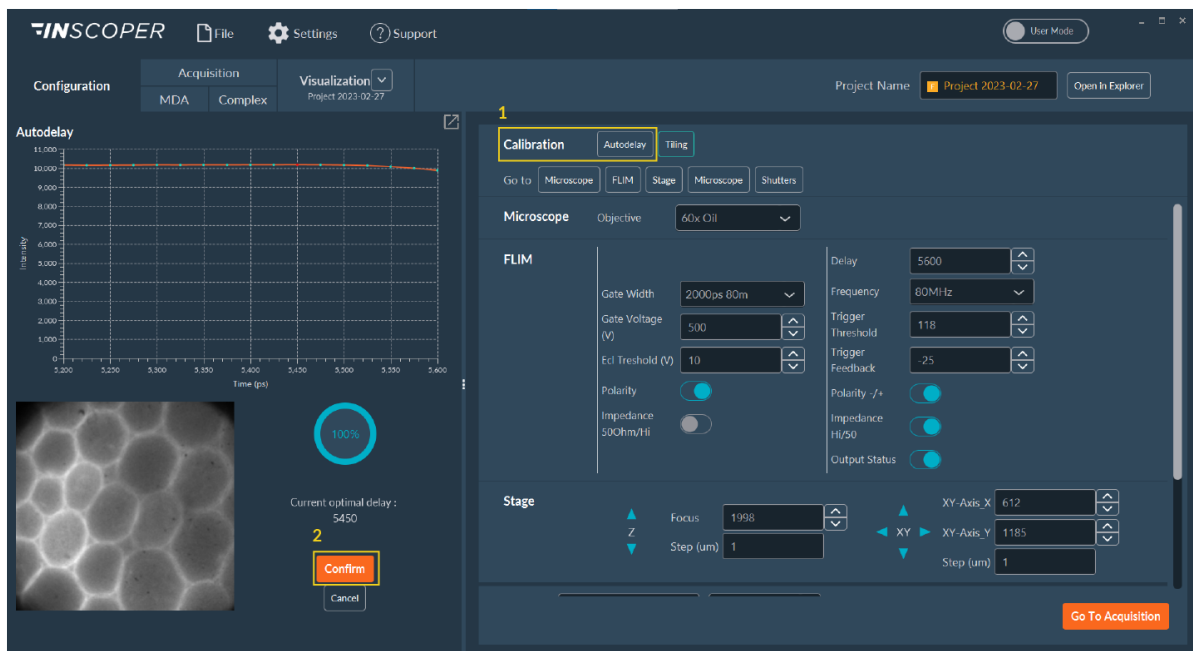 INSCOPER File Settings ? Support User Mode
Configuration
Acquisition
MDA Complex
Visualization
Project 2023-02-27
Project Name Project 2023-02-27 Open In Explorer
Autodelay
11,000
10,000
9,000
8,000
7,000
6,000
5,000
4,000
3,000
2,000
1,000
0
Intensity
5,200 5,250 5,300 5,350 5,400 5,450 5,500 5,550 5,600
Time (ps)
100%
Current optimal delay :
5450
2
Confirm
Cancel
1
Calibration Autodelay Tiling
Go to Microscope FLIM Stage Microscope Shutters
Microscope Objective 60x Oil
FLIM
Gate Width 2000ps 80m
Gate Voltage
(V) 500
Ecl Treshold (V) 10
Polarity
Impedance
50Ohm/Hi
Delay 5600
Frequency 80MHz
Trigger
Threshold 118
Trigger
Feedback -25
Polarity -/+
Impedance
Hi/50
Output Status
Stage
Z
Focus 1998
Step (um) 1
XY
XY-Axis_X 612
XY-Axis_Y 1185
Step (um) 1
Go To Acquisition